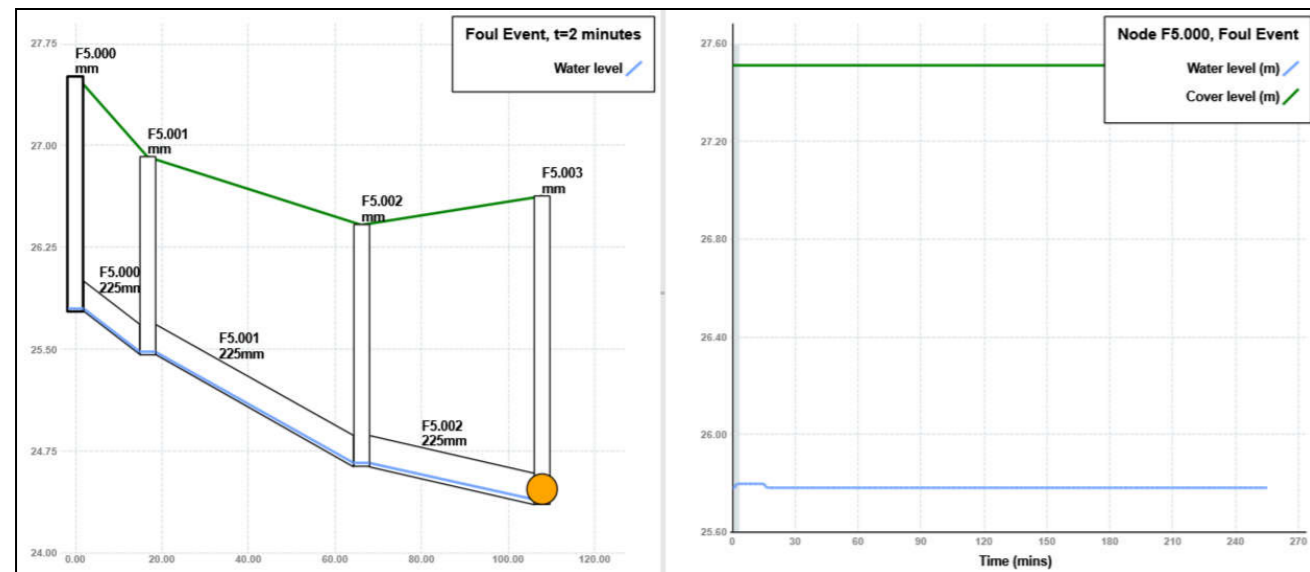 Foul Event, t=2 minutes
Water level
27.75
27.00
26.25
25.50
24.75
24.00
F5.000
mm
F5.001
mm
F5.002
mm
F5.003
mm
F5.000
225mm
F5.001
225mm
F5.002
225mm
0.00 20.00 40.00 60.00 80.00 100.00 120.00
Node F5.000, Foul Event
Water level (m)
Cover level (m)
27.60
27.20
26.80
26.40
26.00
25.60
0 30 60 90 120 150 180 210 240 270
Time (mins)